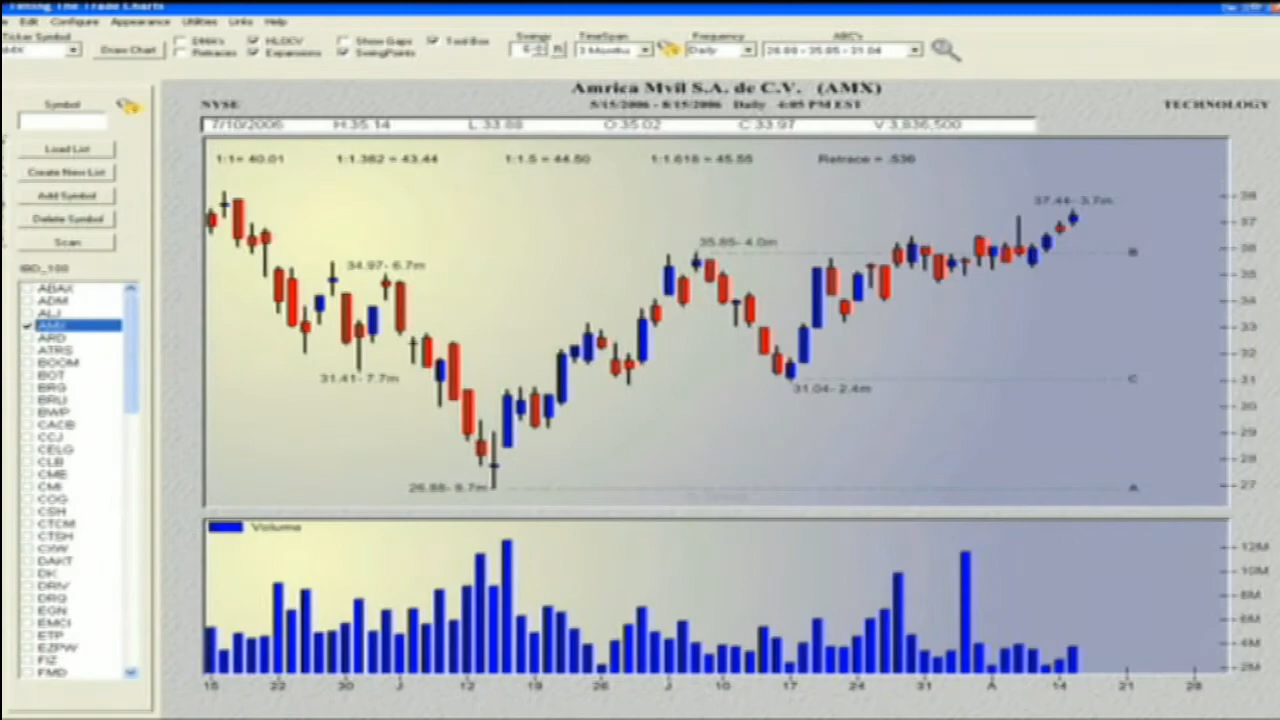 Timing The Trade Charts
Edit Configure Appearance Utilities Links Help
Ticker Symbol
AMX
Draw Chart
DMA's
Retraces
HLOCV
Expansions
Show Gaps
SwingPoints
Tool Box
Swings
TimeSpan
3 Months
Frequency
Daily
ABC's
26.88 - 35.85 - 31.04
Symbol
Load List
Create New List
Add Symbol
Delete Symbol
Scan
IBD_100
ABAX
ADM
ALJ
AMX
ARD
ATRS
BOOM
BOT
BRG
BRLI
BWP
CACB
CCJ
CELG
CLB
CME
CMI
COG
CSH
CTCM
CTSH
CXW
DAKT
DK
DRIV
DRQ
EGN
EMCI
ETP
EZPW
FIZ
FMD
Amrica Mvil S.A. de C.V. (AMX)
NYSE
5/15/2006 - 8/15/2006 Daily 4:05 PM EST
TECHNOLOGY
7/10/2006 H:35.14 L:33.88 O:35.02 C:33.97 V:3,836,500
1:1= 40.01 1:1.382 = 43.44 1:1.5 = 44.50 1:1.618 = 45.55 Retrace = .536
37.44- 3.7m
35.85- 4.0m
34.97- 6.7m
31.41- 7.7m
31.04- 2.4m
26.88- 8.7m
B
C
A
38
37
36
35
34
33
32
31
30
29
28
27
Volume
12M
10M
8M
6M
4M
2M
15 22 30 J 12 19 26 J 10 17 24 31 A 14 21 28